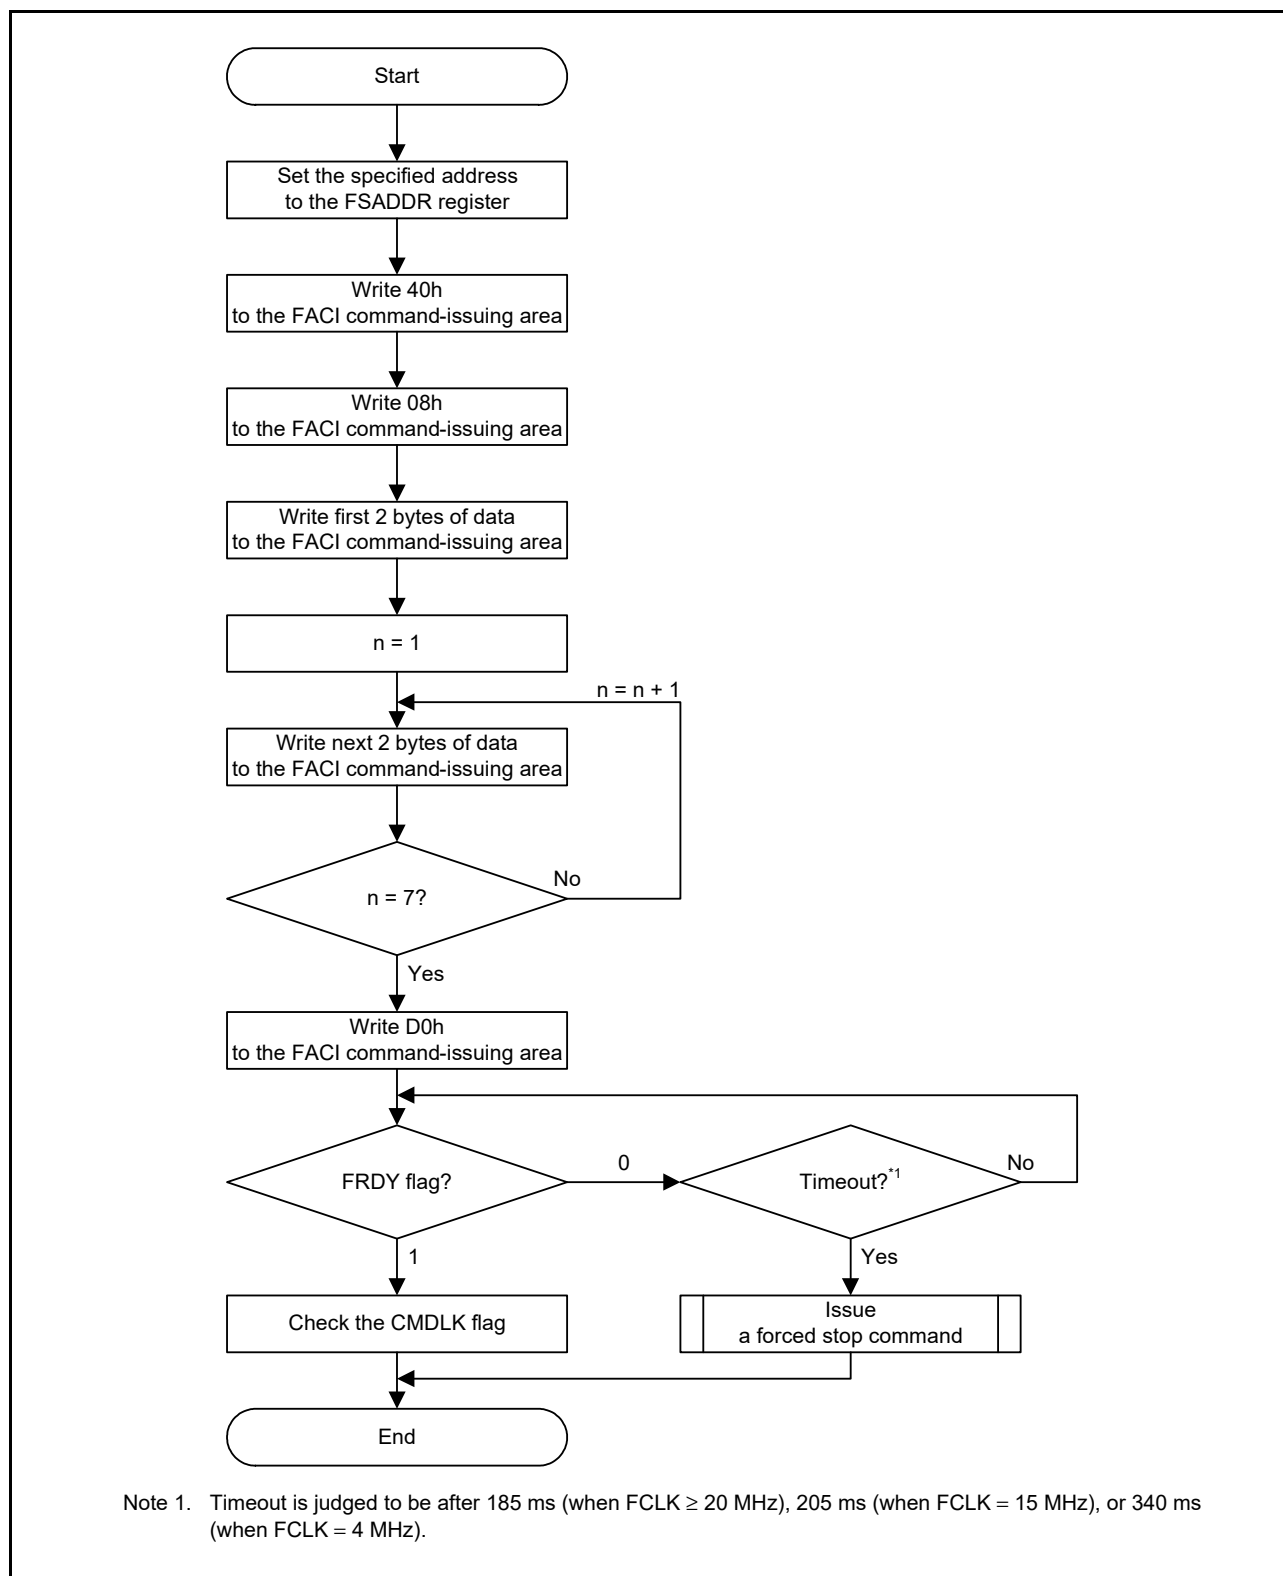 Start
Set the specified address
to the FSADDR register
Write 40h
to the FACI command-issuing area
Write 08h
to the FACI command-issuing area
Write first 2 bytes of data
to the FACI command-issuing area
n = 1
n = n + 1
Write next 2 bytes of data
to the FACI command-issuing area
n = 7?
No
Yes
Write D0h
to the FACI command-issuing area
FRDY flag?
0
Timeout?*1
No
1
Yes
Check the CMDLK flag
Issue
a forced stop command
End
Note 1. Timeout is judged to be after 185 ms (when FCLK ≥ 20 MHz), 205 ms (when FCLK = 15 MHz), or 340 ms
(when FCLK = 4 MHz).